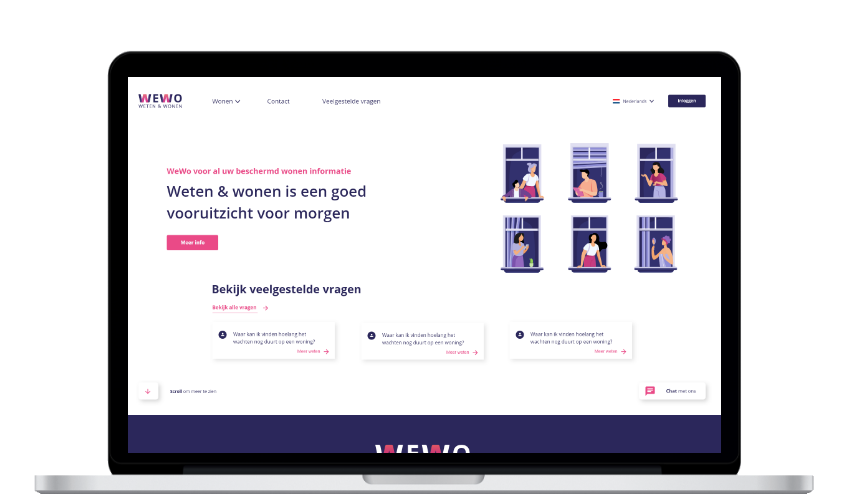 WEWO
WETEN & WONEN
Wonen
Contact
Veelgestelde vragen
Nederlands
Inloggen
WeWo voor al uw beschermd wonen informatie
Weten & wonen is een goed
vooruitzicht voor morgen
Meer info
Bekijk veelgestelde vragen
Bekijk alle vragen
Waar kan ik vinden hoelang het
wachten nog duurt op een woning?
Meer weten
Waar kan ik vinden hoelang het
wachten nog duurt op een woning?
Meer weten
Waar kan ik vinden hoelang het
wachten nog duurt op een woning?
Meer weten
Scroll om meer te zien
Chat met ons
WEWO